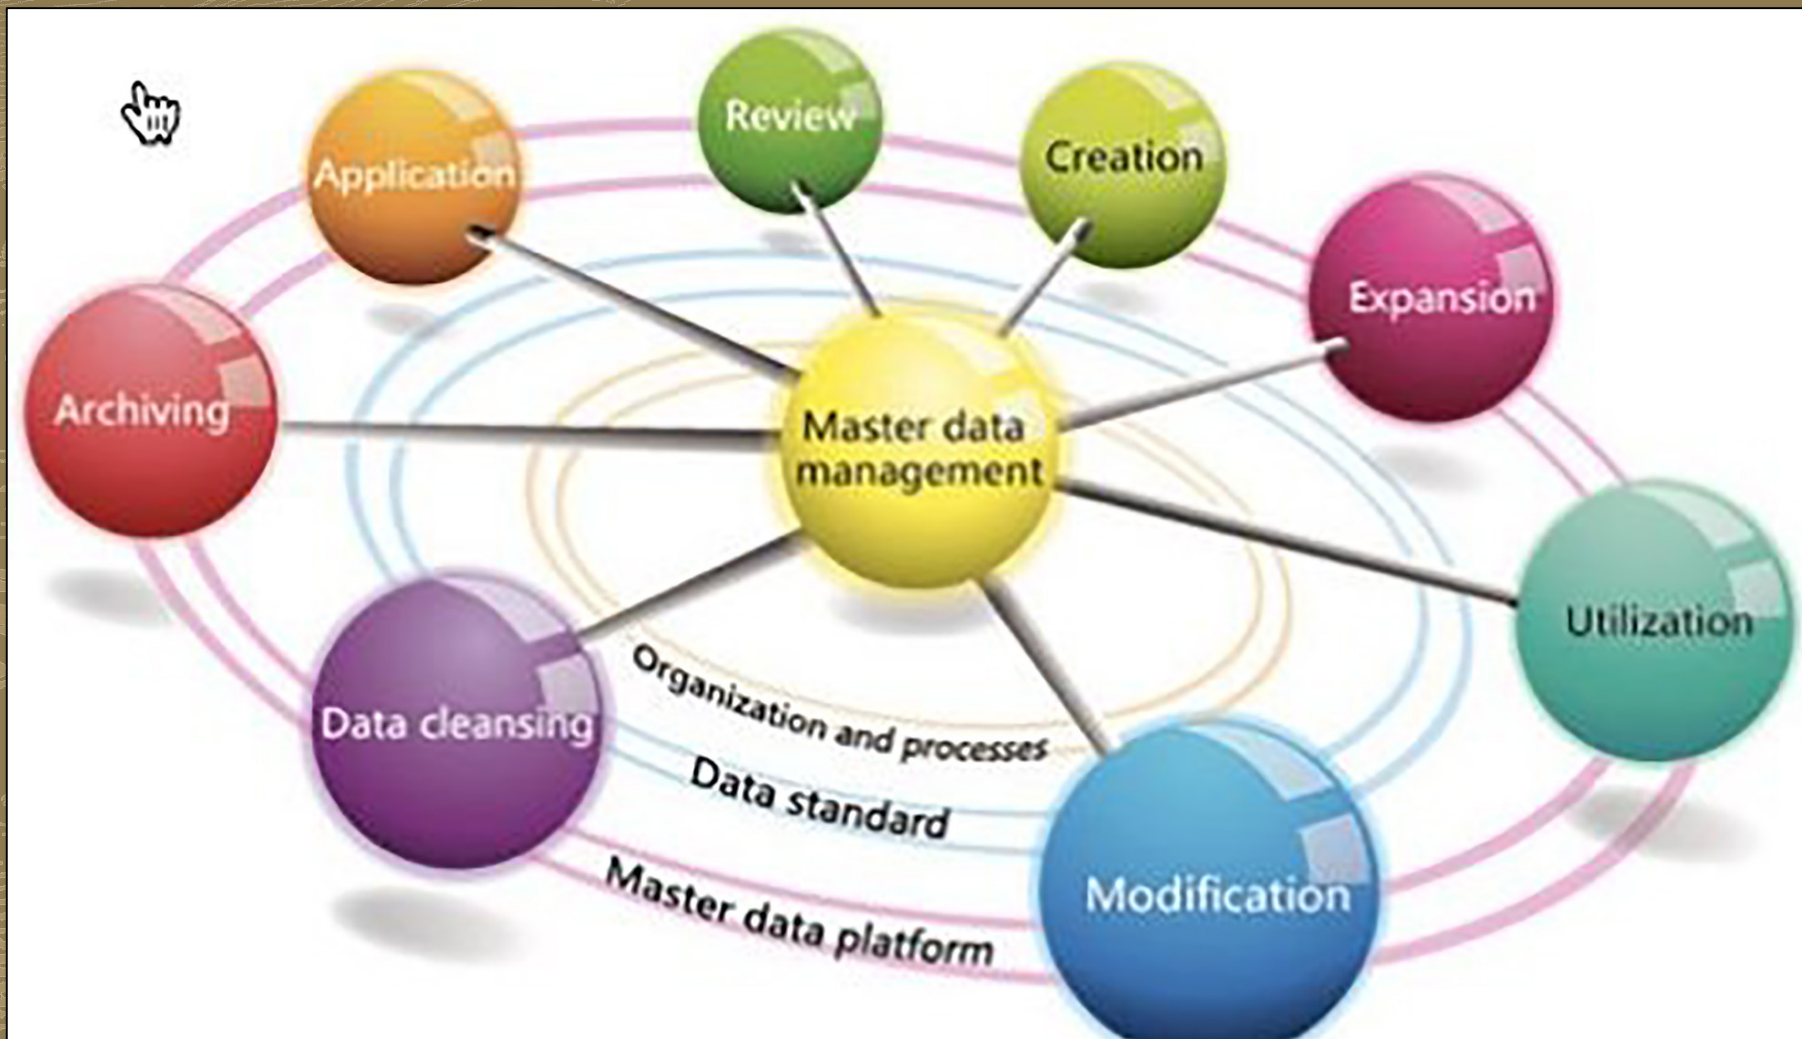 Review
Creation
Application
Expansion
Archiving
Master data
management
Utilization
Data cleansing
Organization and processes
Data standard
Modification
Master data platform